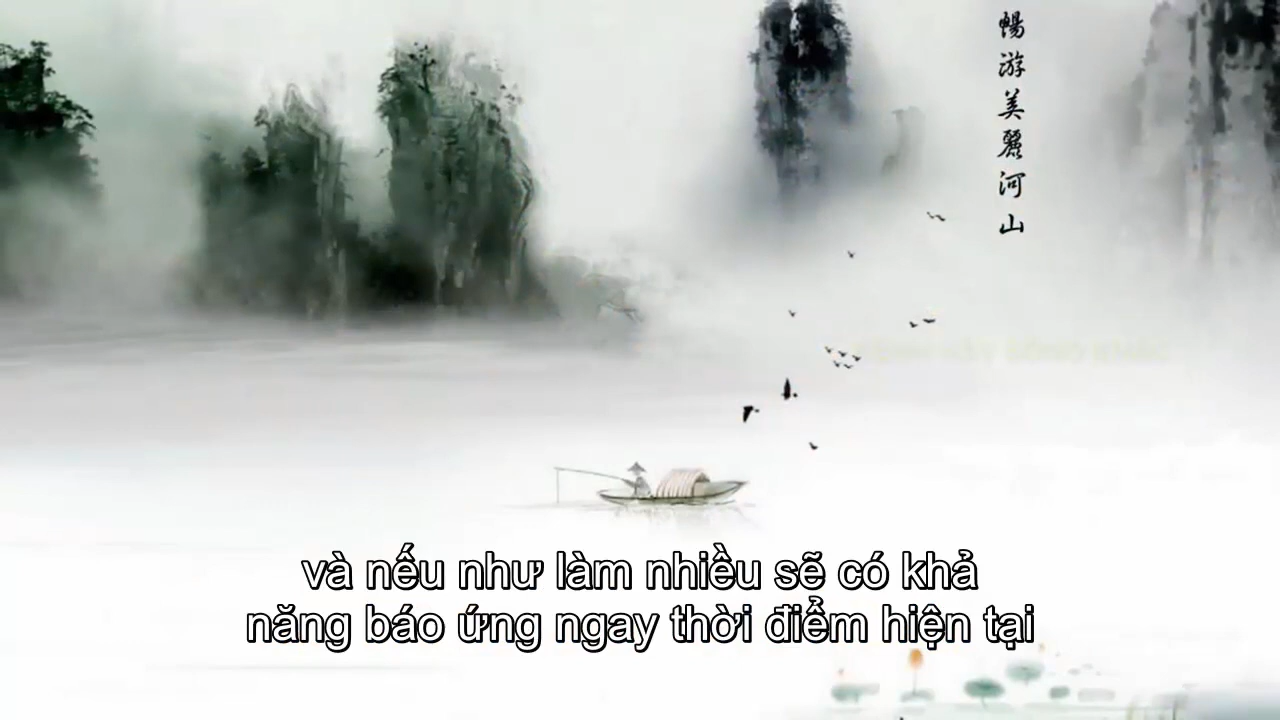 暢游美麗河山
và nếu như làm nhiều sẽ có khả
năng báo ứng ngay thời điểm hiện tại